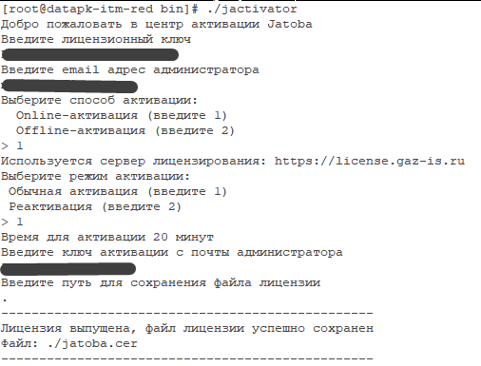 [root@datapk-itm-red bin]# ./jactivator
Добро пожаловать в центр активации Jatoba
Введите лицензионный ключ
Введите email адрес администратора
Выберите способ активации:
Online-активация (введите 1)
Offline-активация (введите 2)
> 1
Используется сервер лицензирования: https://license.gaz-is.ru
Выберите режим активации:
Обычная активация (введите 1)
Реактивация (введите 2)
> 1
Время для активации 20 минут
Введите ключ активации с почты администратора
Введите путь для сохранения файла лицензии
.
--------------------------------------------------
Лицензия выпущена, файл лицензии успешно сохранен
Файл: ./jatoba.cer
--------------------------------------------------